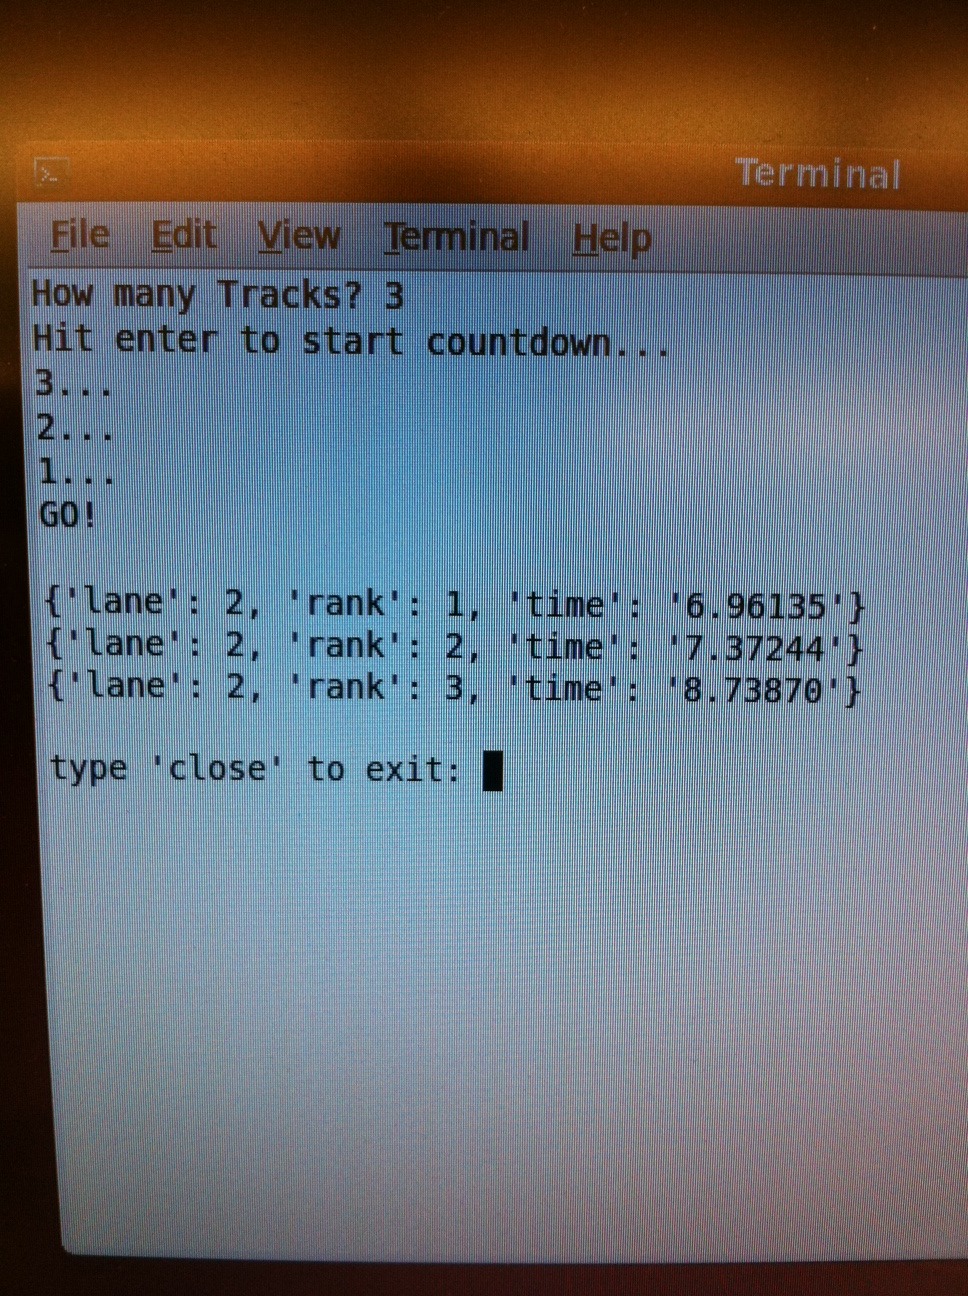 Terminal
File Edit View Terminal Help
How many Tracks? 3
Hit enter to start countdown...
3...
2...
1...
GO!
{'lane': 2, 'rank': 1, 'time': '6.96135'}
{'lane': 2, 'rank': 2, 'time': '7.37244'}
{'lane': 2, 'rank': 3, 'time': '8.73870'}
type 'close' to exit: